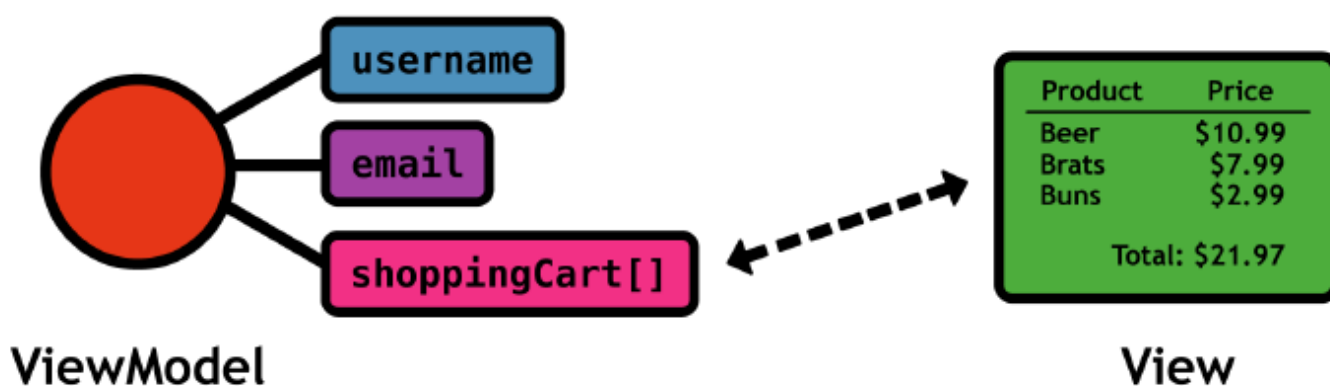 username
email
shoppingCart[]
ViewModel
Product Price
Beer $10.99
Brats $7.99
Buns $2.99
Total: $21.97
View